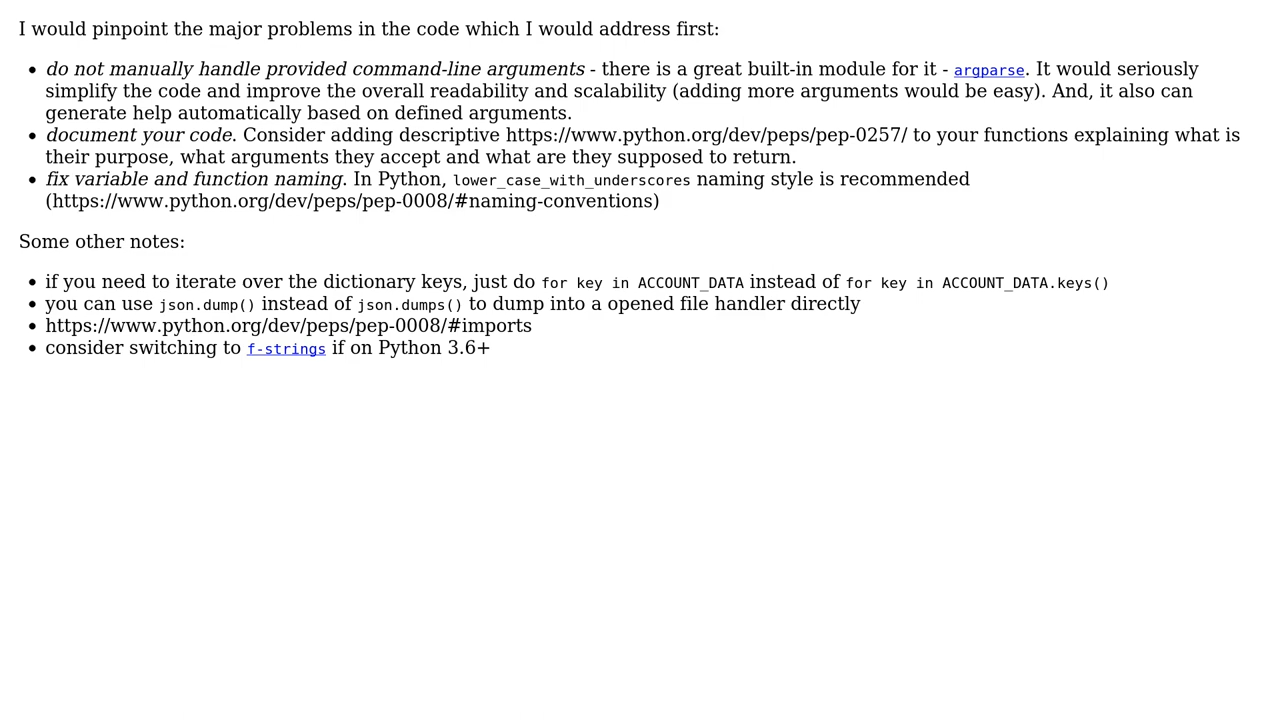 I would pinpoint the major problems in the code which I would address first:
• do not manually handle provided command-line arguments - there is a great built-in module for it - argparse. It would seriously
simplify the code and improve the overall readability and scalability (adding more arguments would be easy). And, it also can
generate help automatically based on defined arguments.
• document your code. Consider adding descriptive https://www.python.org/dev/peps/pep-0257/ to your functions explaining what is
their purpose, what arguments they accept and what are they supposed to return.
• fix variable and function naming. In Python, lower_case_with_underscores naming style is recommended
(https://www.python.org/dev/peps/pep-0008/#naming-conventions)
Some other notes:
• if you need to iterate over the dictionary keys, just do for key in ACCOUNT_DATA instead of for key in ACCOUNT_DATA.keys()
• you can use json.dump() instead of json.dumps() to dump into a opened file handler directly
• https://www.python.org/dev/peps/pep-0008/#imports
• consider switching to f-strings if on Python 3.6+